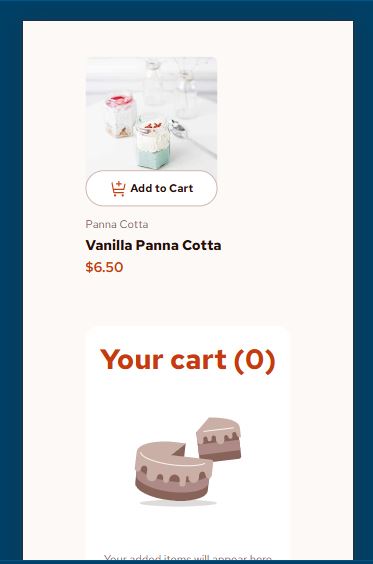 Add to Cart
Panna Cotta
Vanilla Panna Cotta
$6.50
Your cart (0)
Your added items will appear here